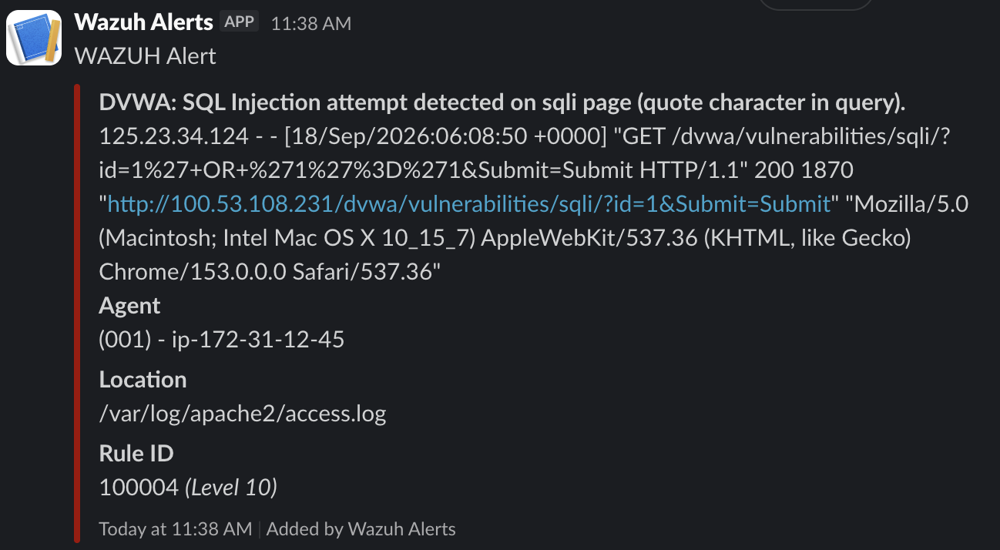 Wazuh Alerts APP 11:38 AM
WAZUH Alert
DVWA: SQL Injection attempt detected on sqli page (quote character in query).
125.23.34.124 - - [18/Sep/2026:06:08:50 +0000] "GET /dvwa/vulnerabilities/sqli/?
id=1%27+OR+%271%27%3D%271&Submit=Submit HTTP/1.1" 200 1870
"http://100.53.108.231/dvwa/vulnerabilities/sqli/?id=1&Submit=Submit" "Mozilla/5.0
(Macintosh; Intel Mac OS X 10_15_7) AppleWebKit/537.36 (KHTML, like Gecko)
Chrome/153.0.0.0 Safari/537.36"
Agent
(001) - ip-172-31-12-45
Location
/var/log/apache2/access.log
Rule ID
100004 (Level 10)
Today at 11:38 AM | Added by Wazuh Alerts